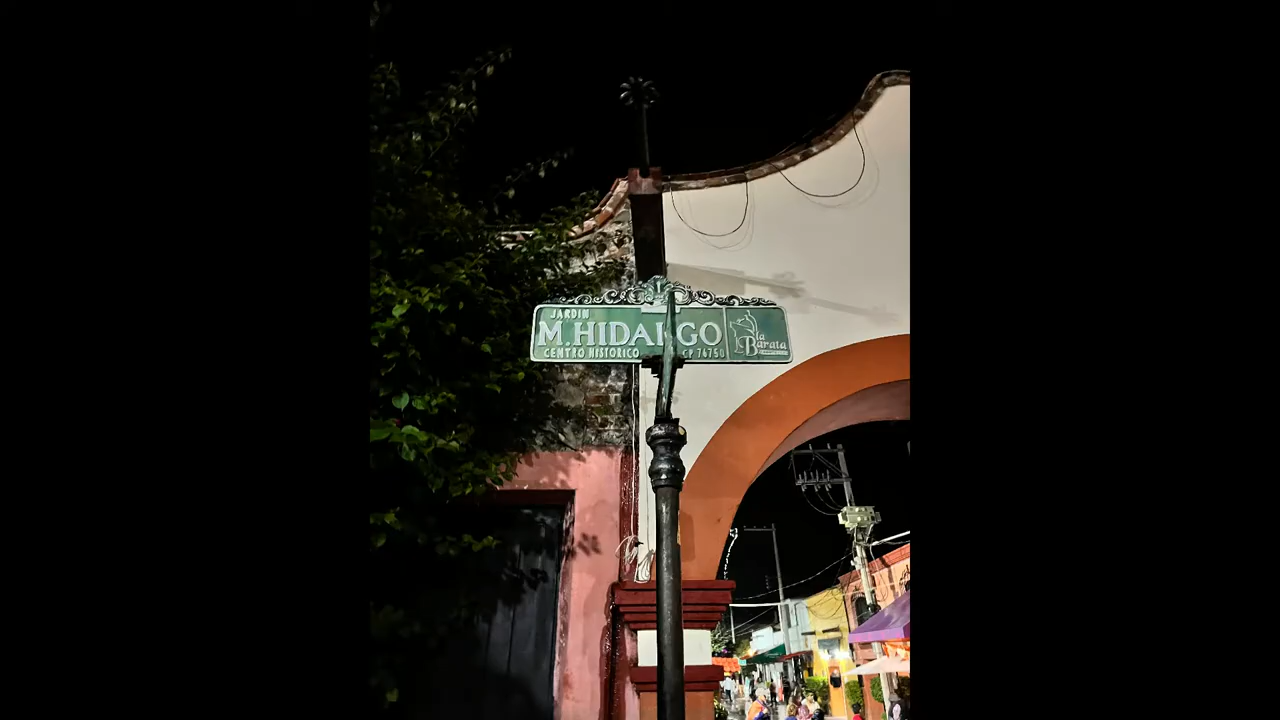 JARDIN
M. HIDALGO
CENTRO HISTORICO CP 74750
la
Barata